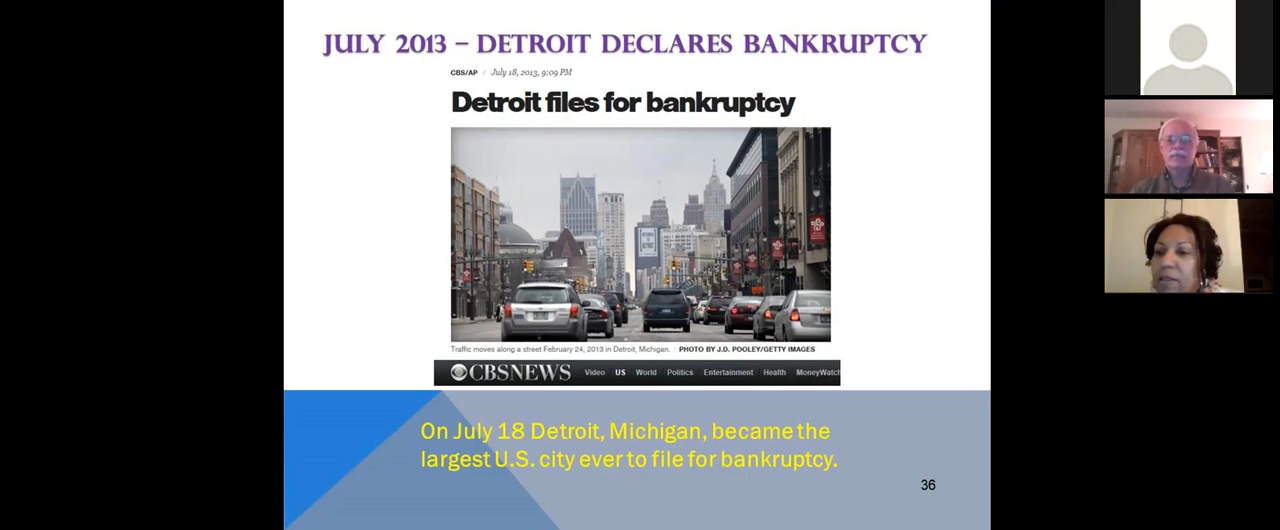 JULY 2013 – DETROIT DECLARES BANKRUPTCY
CBS/AP / July 18, 2013, 9:09 PM
Detroit files for bankruptcy
Traffic moves along a street February 24, 2013 in Detroit, Michigan. / PHOTO BY J.D. POOLEY/GETTY IMAGES
CBSNEWS Video US World Politics Entertainment Health MoneyWatch
On July 18 Detroit, Michigan, became the
largest U.S. city ever to file for bankruptcy.
36